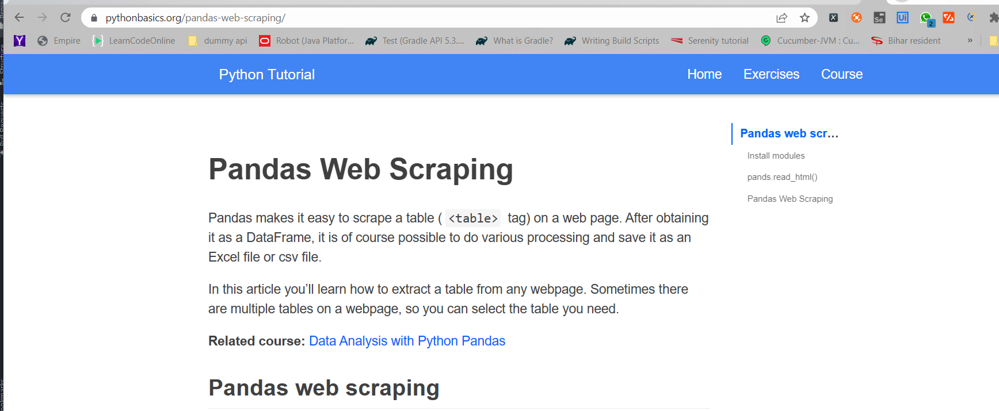 pythonbasics.org/pandas-web-scraping/
Se
Ui
2
Y
Empire
LearnCodeOnline
dummy api
Robot (Java Platfor...
Test (Gradle API 5.3....
What is Gradle?
Writing Build Scripts
Serenity tutorial
Cucumber-JVM : Cu...
Bihar resident
»
Python Tutorial
Home
Exercises
Course
Pandas web scr...
Install modules
pands.read_html()
Pandas Web Scraping
Pandas Web Scraping
Pandas makes it easy to scrape a table ( <table> tag) on a web page. After obtaining
it as a DataFrame, it is of course possible to do various processing and save it as an
Excel file or csv file.
In this article you’ll learn how to extract a table from any webpage. Sometimes there
are multiple tables on a webpage, so you can select the table you need.
Related course: Data Analysis with Python Pandas
Pandas web scraping